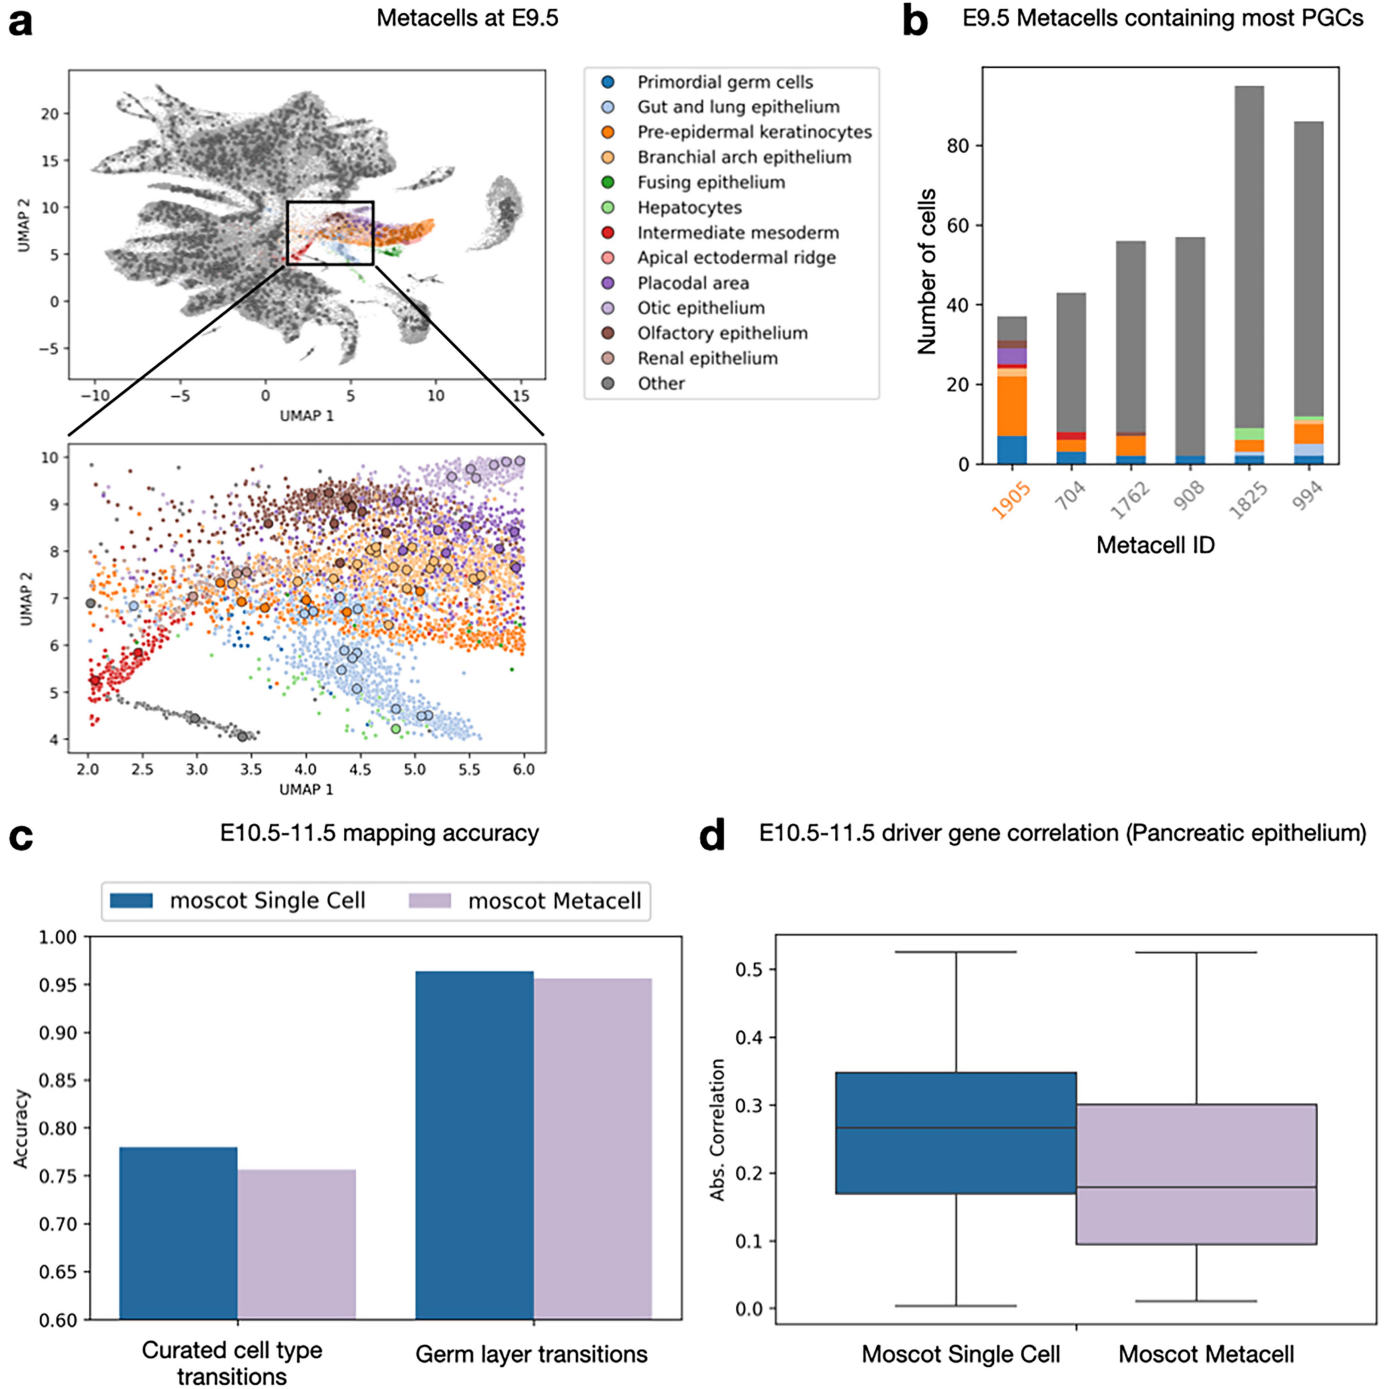 a
Metacells at E9.5
UMAP 2
20
15
10
5
0
−5
−10
−5
0
5
10
15
UMAP 1
Primordial germ cells
Gut and lung epithelium
Pre-epidermal keratinocytes
Branchial arch epithelium
Fusing epithelium
Hepatocytes
Intermediate mesoderm
Apical ectodermal ridge
Placodal area
Otic epithelium
Olfactory epithelium
Renal epithelium
Other
UMAP 2
10
9
8
7
6
5
4
2.0
2.5
3.0
3.5
4.0
4.5
5.0
5.5
6.0
UMAP 1
b
E9.5 Metacells containing most PGCs
Number of cells
80
60
40
20
0
1905
704
1762
908
1825
994
Metacell ID
c
E10.5-11.5 mapping accuracy
moscot Single Cell
moscot Metacell
Accuracy
1.00
0.95
0.90
0.85
0.80
0.75
0.70
0.65
0.60
Curated cell type
transitions
Germ layer transitions
d
E10.5-11.5 driver gene correlation (Pancreatic epithelium)
Abs. Correlation
0.5
0.4
0.3
0.2
0.1
0.0
Moscot Single Cell
Moscot Metacell